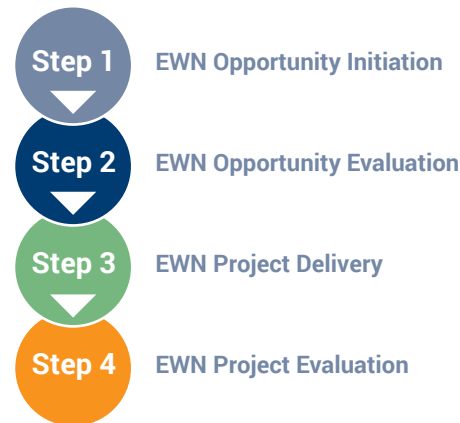 Step 1 EWN Opportunity Initiation
Step 2 EWN Opportunity Evaluation
Step 3 EWN Project Delivery
Step 4 EWN Project Evaluation